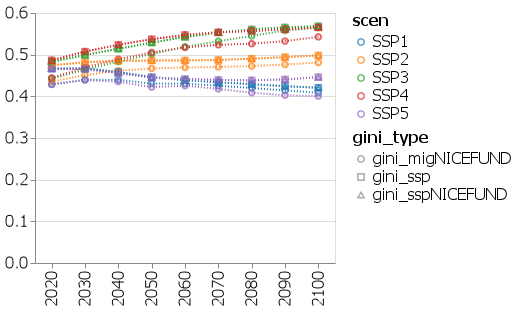 0.6
0.5
0.4
0.3
0.2
0.1
0.0
2020
2030
2040
2050
2060
2070
2080
2090
2100
scen
SSP1
SSP2
SSP3
SSP4
SSP5
gini_type
gini_migNICEFUND
gini_ssp
gini_sspNICEFUND